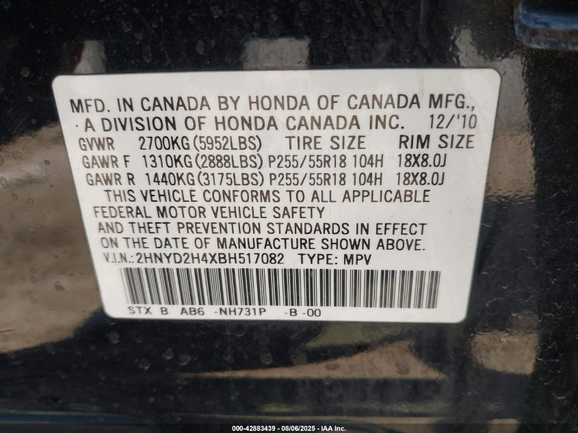 MFD. IN CANADA BY HONDA OF CANADA MFG.,
A DIVISION OF HONDA CANADA INC. 12/'10
GVWR 2700KG(5952LBS) TIRE SIZE RIM SIZE
GAWR F 1310KG(2888LBS) P255/55R18 104H 18X8.0J
GAWR R 1440KG(3175LBS) P255/55R18 104H 18X8.0J
THIS VEHICLE CONFORMS TO ALL APPLICABLE
FEDERAL MOTOR VEHICLE SAFETY
AND THEFT PREVENTION STANDARDS IN EFFECT
ON THE DATE OF MANUFACTURE SHOWN ABOVE.
V.I.N.: 2HNYD2H4XBH517082 TYPE: MPV
STX B AB6 -NH731P -B -00
000-42883439 - 08/06/2025 - IAA Inc.